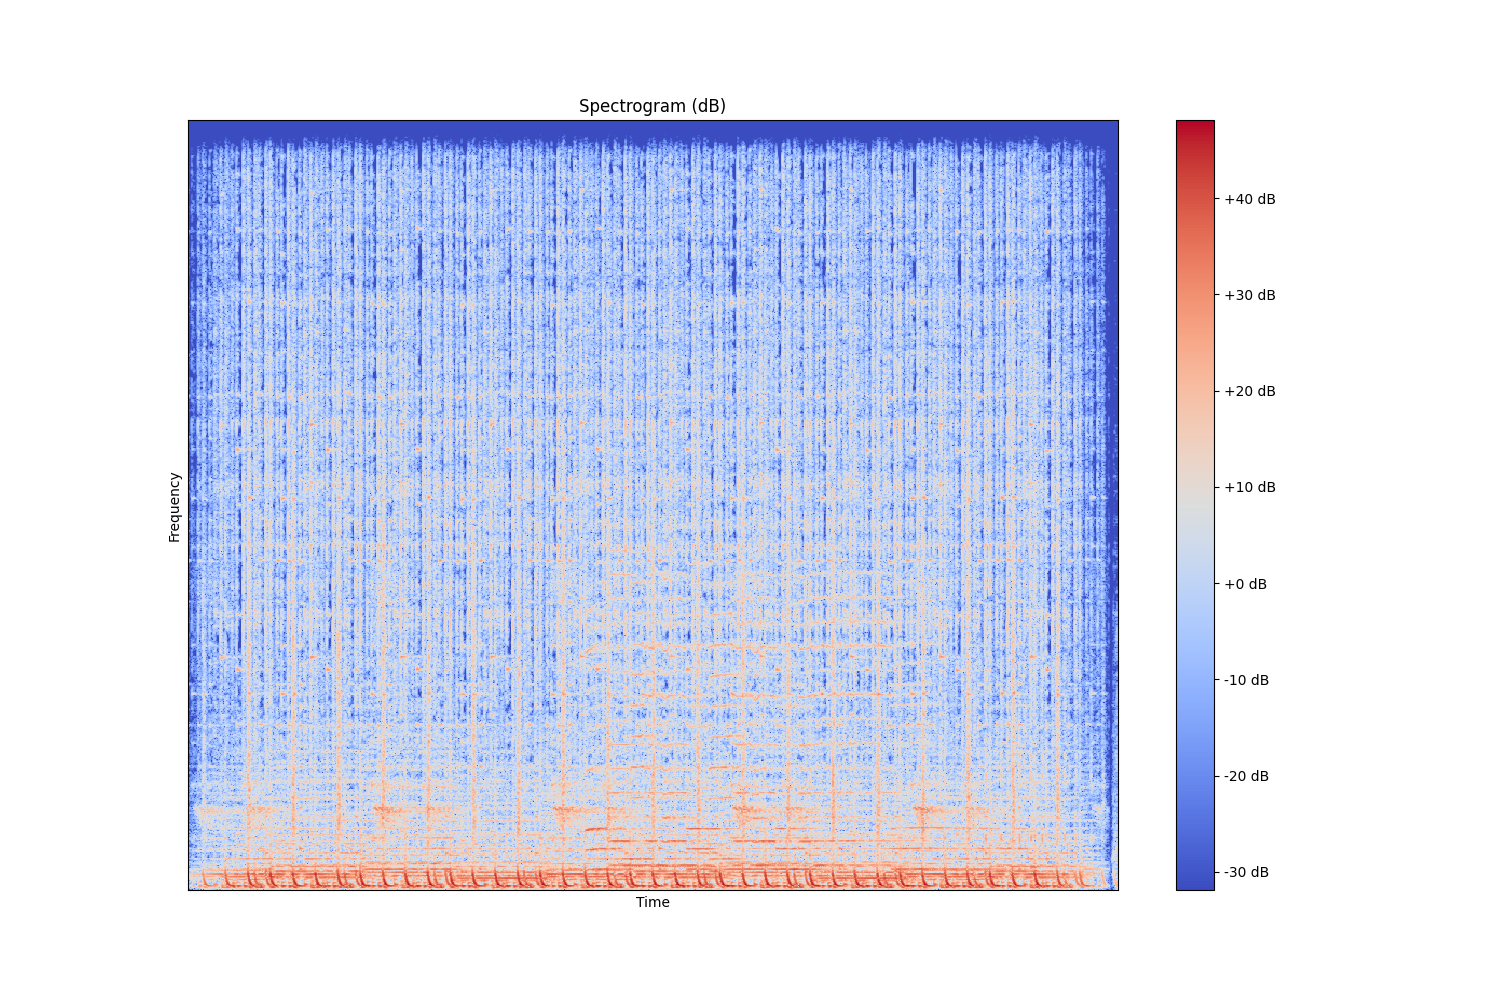 Spectrogram (dB)
Frequency
Time
+40 dB
+30 dB
+20 dB
+10 dB
+0 dB
-10 dB
-20 dB
-30 dB